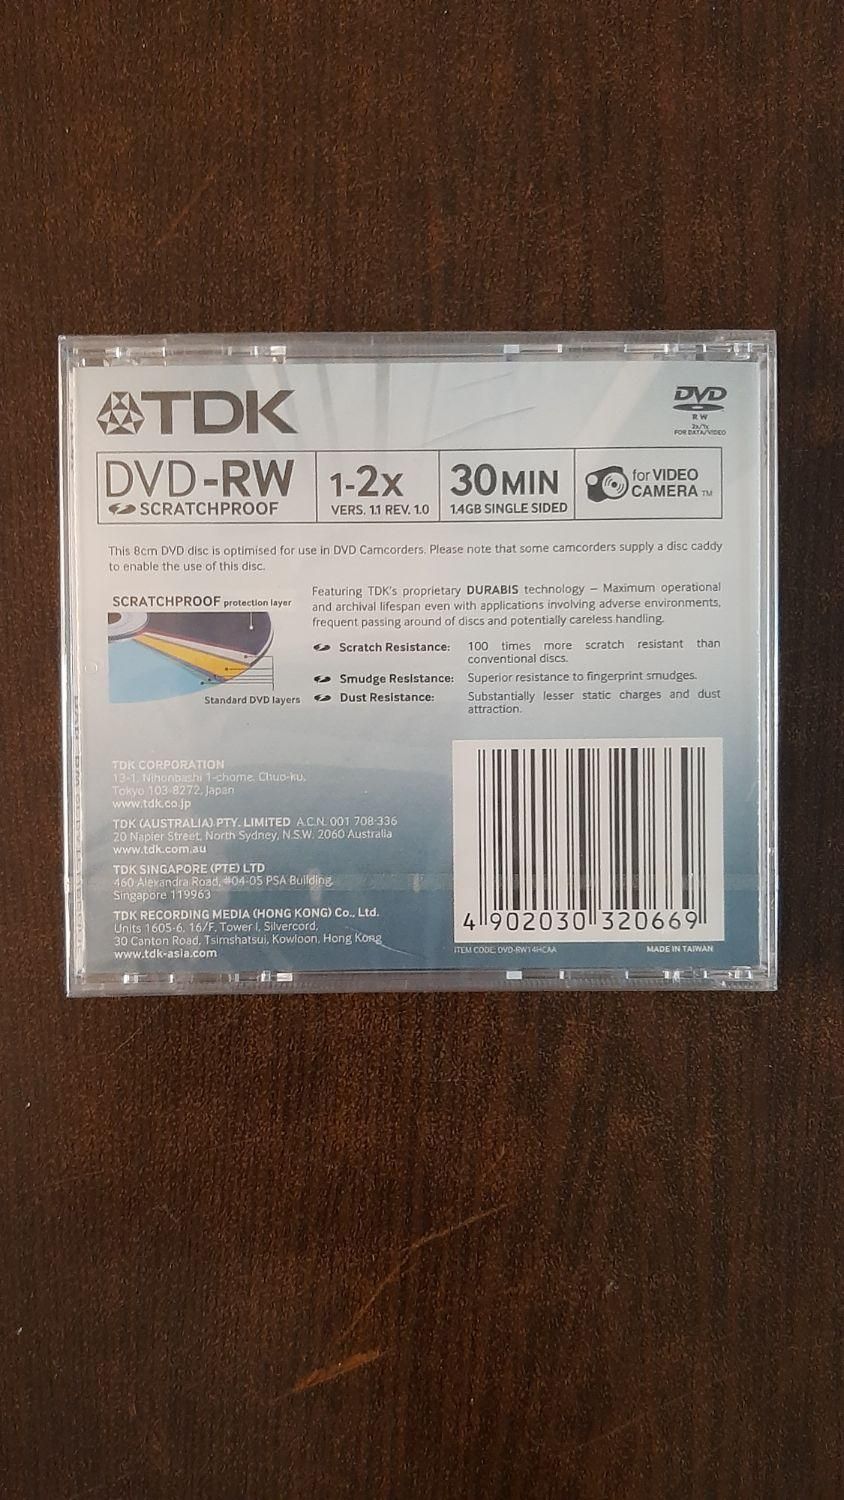 TDK
DVD
R W
2x/1x
FOR DATA/VIDEO
DVD-RW
SCRATCHPROOF
1-2x
VERS. 1.1 REV. 1.0
30MIN
1.4GB SINGLE SIDED
for VIDEO
CAMERA TM
This 8cm DVD disc is optimised for use in DVD Camcorders. Please note that some camcorders supply a disc caddy
to enable the use of this disc.
SCRATCHPROOF protection layer
Standard DVD layers
Featuring TDK's proprietary DURABIS technology – Maximum operational
and archival lifespan even with applications involving adverse environments,
frequent passing around of discs and potentially careless handling.
Scratch Resistance: 100 times more scratch resistant than
conventional discs.
Smudge Resistance: Superior resistance to fingerprint smudges.
Dust Resistance: Substantially lesser static charges and dust
attraction.
TDK CORPORATION
13-1, Nihonbashi 1-chome, Chuo-ku,
Tokyo 103-8272, Japan
www.tdk.co.jp
TDK (AUSTRALIA) PTY. LIMITED A.C.N. 001 708 336
20 Napier Street, North Sydney, N.S.W. 2060 Australia
www.tdk.com.au
TDK SINGAPORE (PTE) LTD
460 Alexandra Road, #04-05 PSA Building,
Singapore 119963
TDK RECORDING MEDIA (HONG KONG) Co., Ltd.
Units 1605-6, 16/F, Tower I, Silvercord,
30 Canton Road, Tsimshatsui, Kowloon, Hong Kong
www.tdk-asia.com
4 902030 320669
ITEM CODE: DVD-RW14HCAA
MADE IN TAIWAN